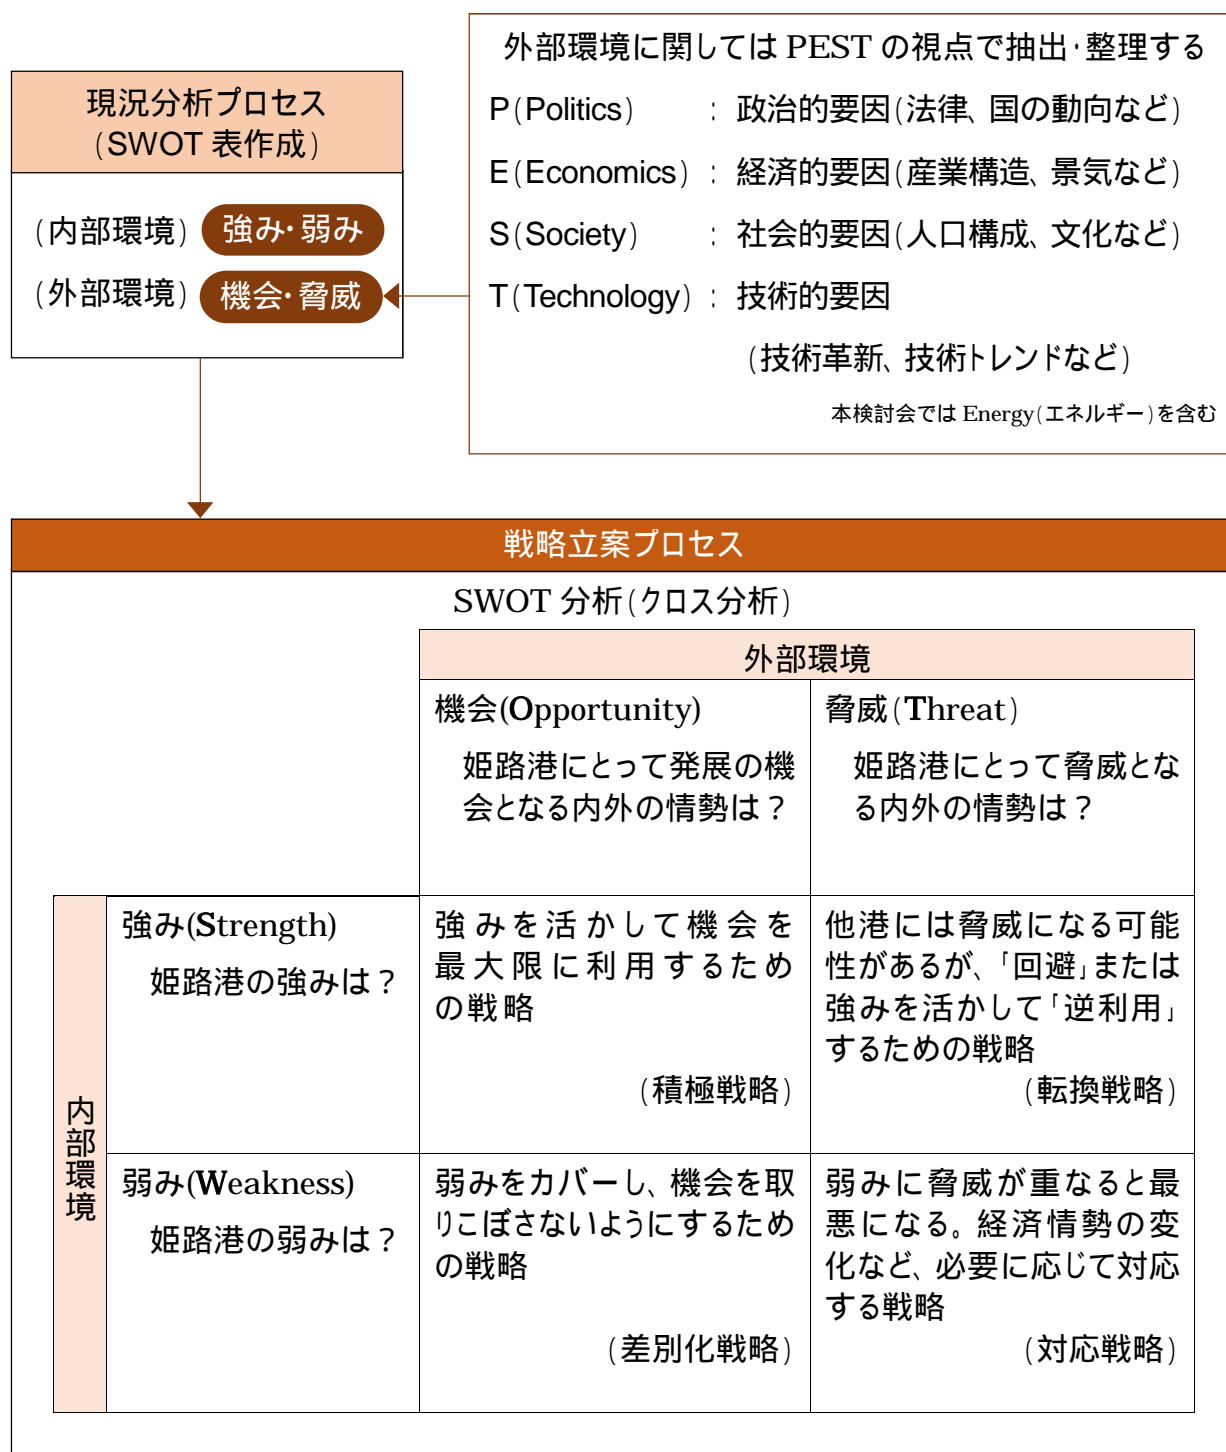 現況分析プロセス
(SWOT 表作成)
(内部環境) 強み・弱み
(外部環境) 機会・脅威
外部環境に関しては PEST の視点で抽出・整理する
P(Politics) : 政治的要因(法律、国の動向など)
E(Economics) : 経済的要因(産業構造、景気など)
S(Society) : 社会的要因(人口構成、文化など)
T(Technology) : 技術的要因
(技術革新、技術トレンドなど)
本検討会では Energy(エネルギー)を含む
戦略立案プロセス
SWOT 分析(クロス分析)
外部環境
機会(Opportunity)
姫路港にとって発展の機
会となる内外の情勢は?
脅威(Threat)
姫路港にとって脅威とな
る内外の情勢は?
内部環境
強み(Strength)
姫路港の強みは?
強みを活かして機会を
最大限に利用するため
の戦略
(積極戦略)
他港には脅威になる可能
性があるが、「回避」または
強みを活かして「逆利用」
するための戦略
(転換戦略)
弱み(Weakness)
姫路港の弱みは?
弱みをカバーし、機会を取
りこぼさないようにするため
の戦略
(差別化戦略)
弱みに脅威が重なると最
悪になる。経済情勢の変
化など、必要に応じて対応
する戦略
(対応戦略)